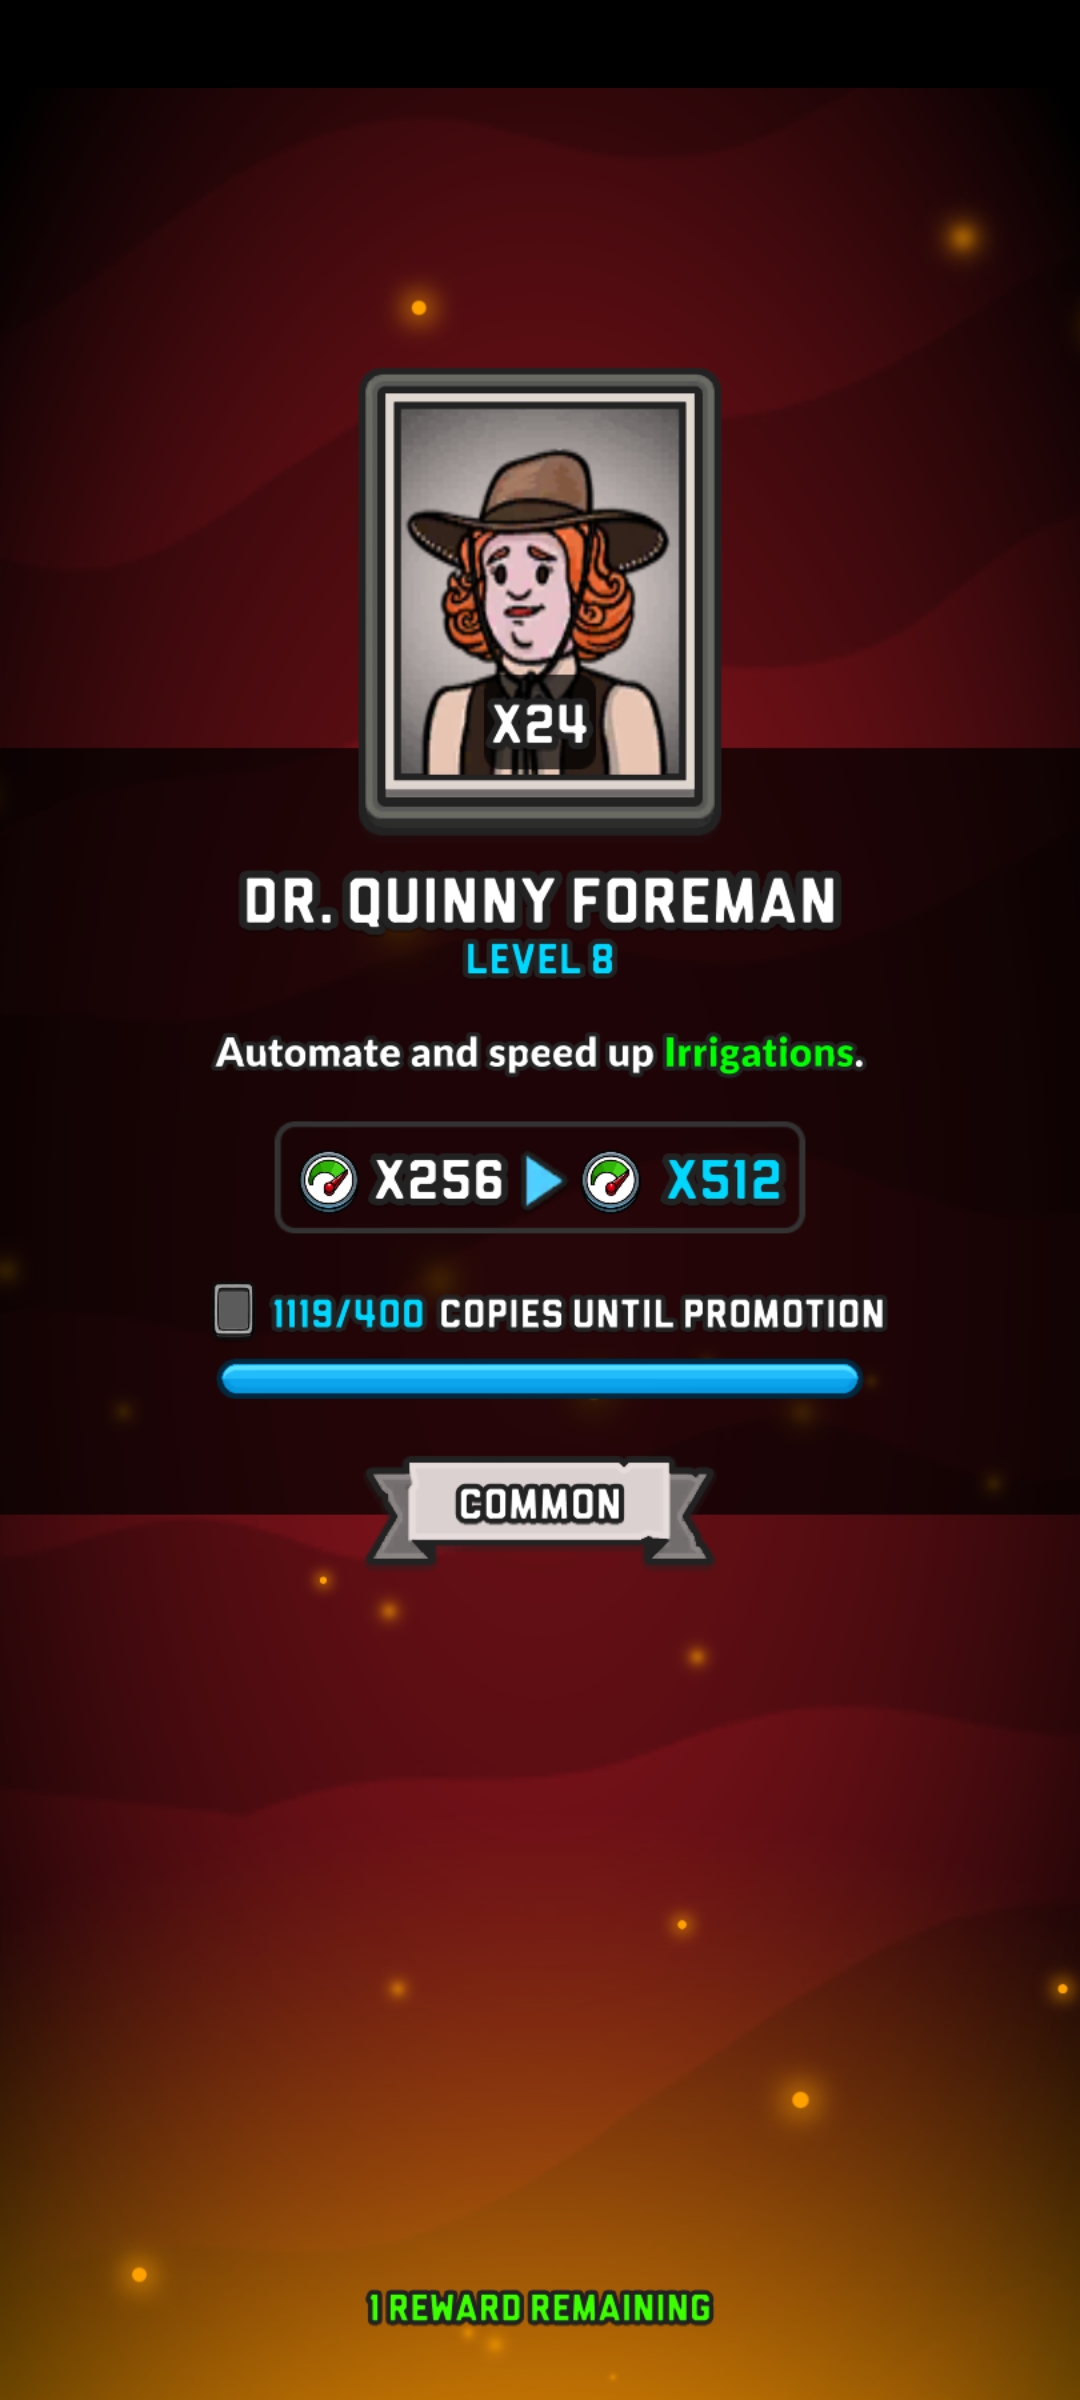 X24
DR. QUINNY FOREMAN
LEVEL 8
Automate and speed up Irrigations.
X256 X512
1119/400 COPIES UNTIL PROMOTION
COMMON
1 REWARD REMAINING